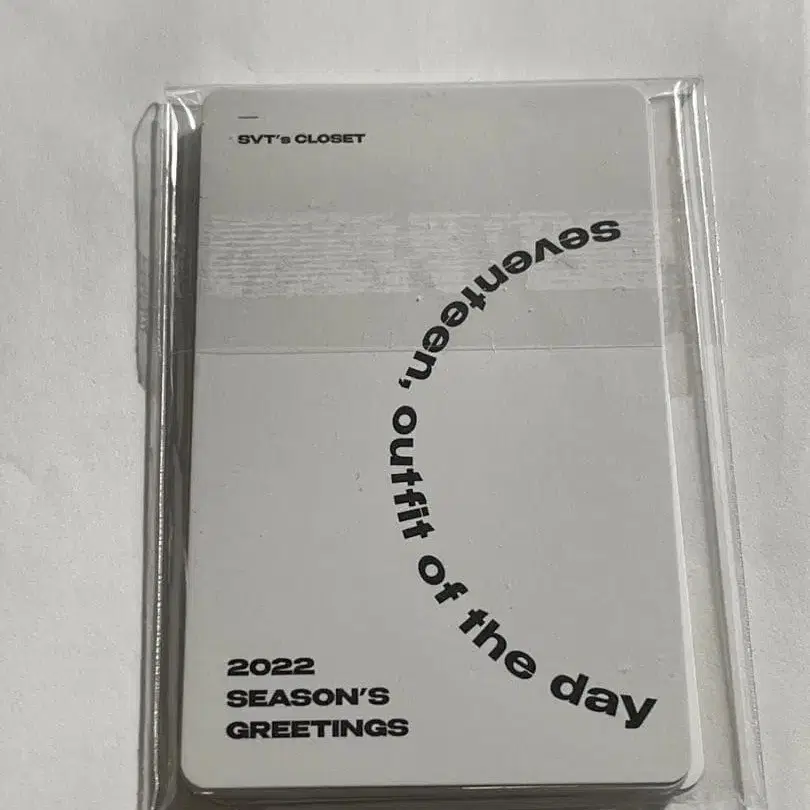 SVT's CLOSET
seventeen, outfit of the day
2022
SEASON'S
GREETINGS